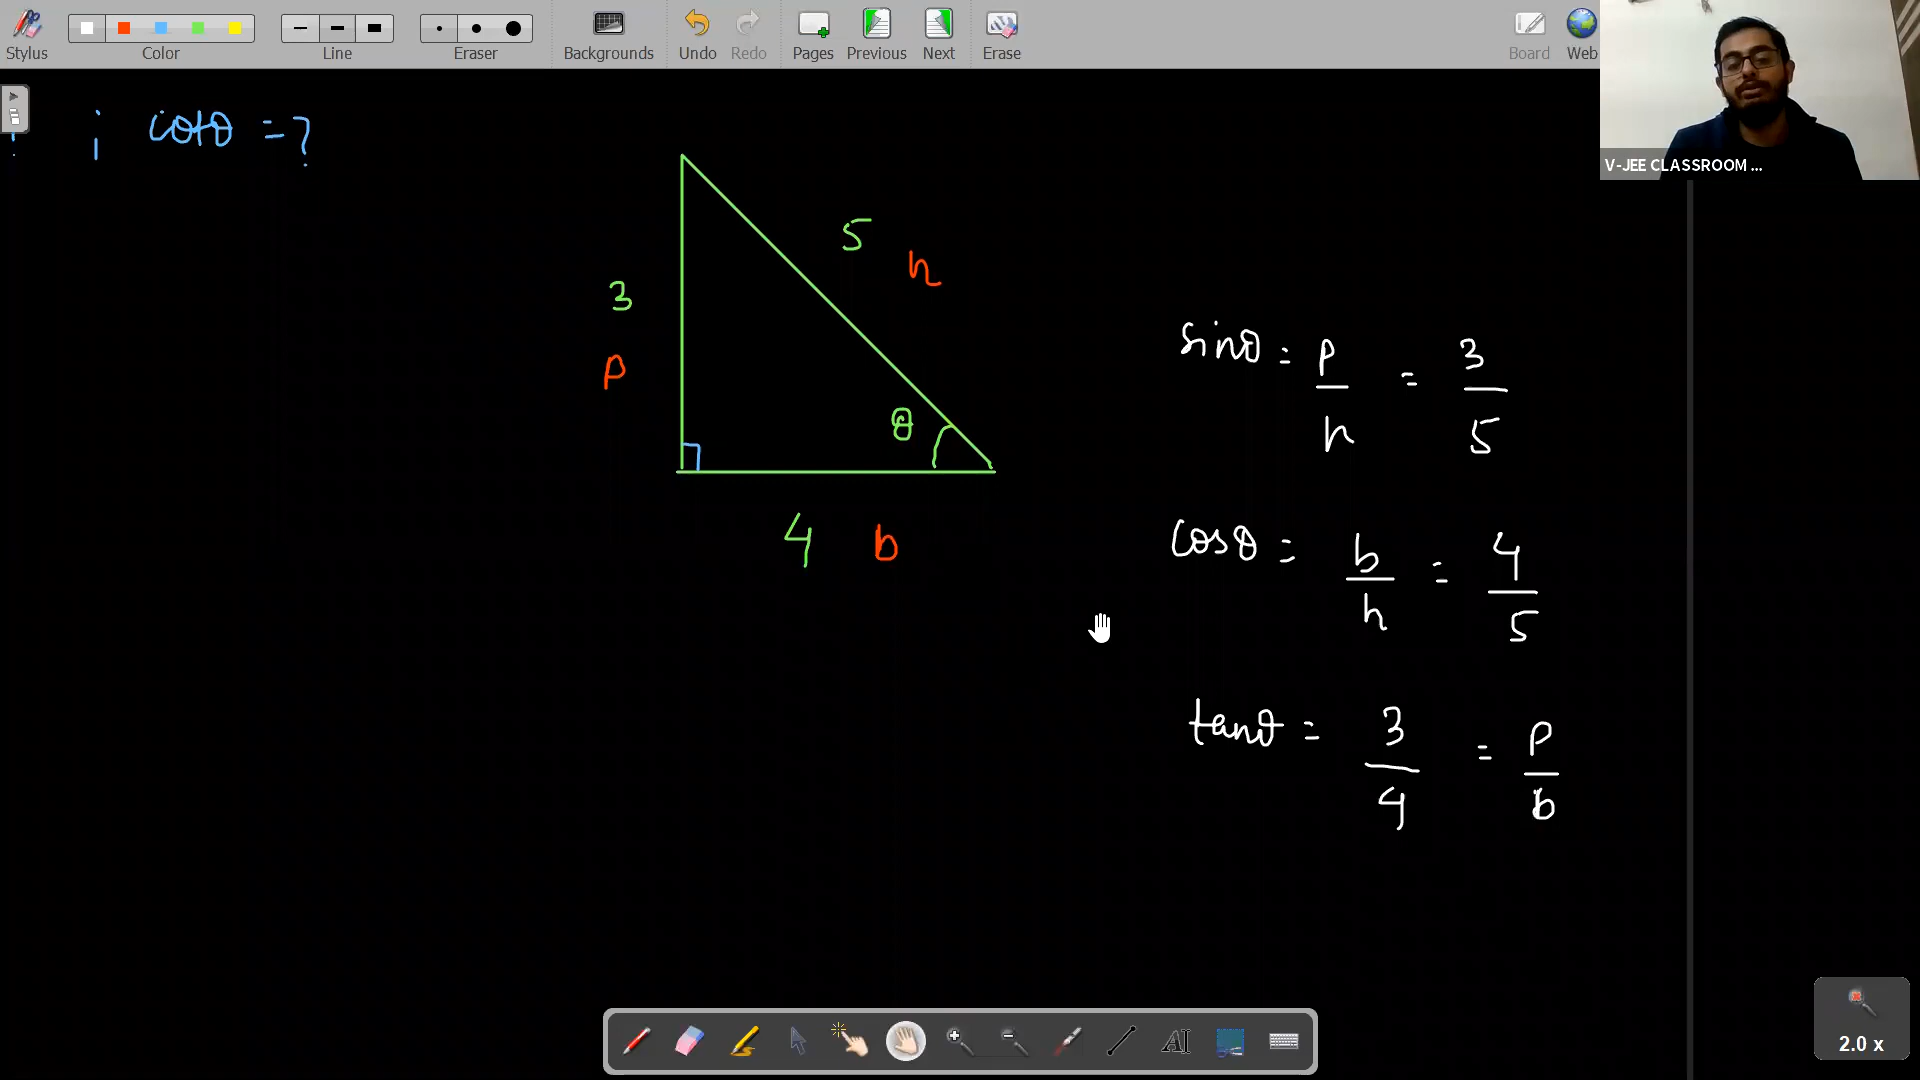 Stylus Color Line Eraser Backgrounds Undo Redo Pages Previous Next Erase Board Web
V-JEE CLASSROOM ...
; cotθ = ?
5
h
3
p
θ
4 b
sinθ = p/h = 3/5
cosθ = b/h = 4/5
tanθ = 3/4 = p/b
2.0 x